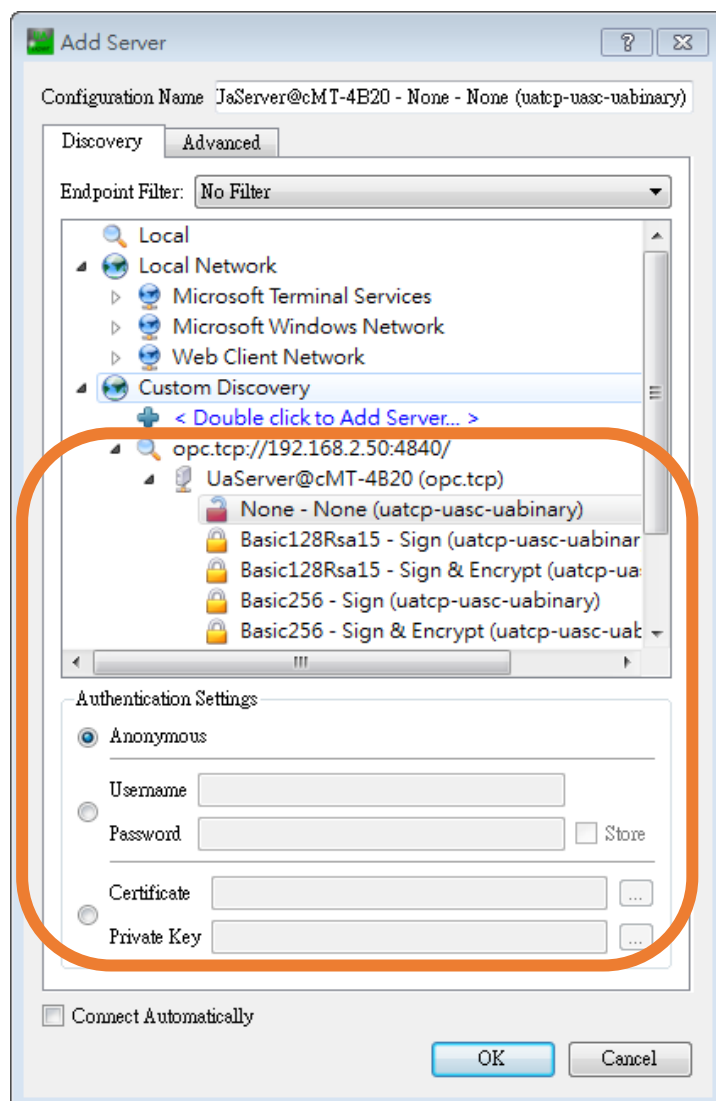 Add Server
Configuration Name JaServer@cMT-4B20 - None - None (uatcp-uasc-uabinary)
Discovery Advanced
Endpoint Filter: No Filter
Local
Local Network
Microsoft Terminal Services
Microsoft Windows Network
Web Client Network
Custom Discovery
< Double click to Add Server... >
opc.tcp://192.168.2.50:4840/
UaServer@cMT-4B20 (opc.tcp)
None - None (uatcp-uasc-uabinary)
Basic128Rsa15 - Sign (uatcp-uasc-uabinar
Basic128Rsa15 - Sign & Encrypt (uatcp-ua
Basic256 - Sign (uatcp-uasc-uabinary)
Basic256 - Sign & Encrypt (uatcp-uasc-uab
Authentication Settings
Anonymous
Username
Password Store
Certificate ...
Private Key ...
Connect Automatically
OK Cancel